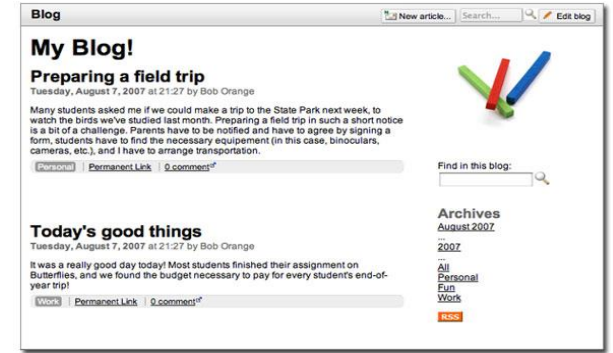 Blog
New article... Search... Edit blog
My Blog!
Preparing a field trip
Tuesday, August 7, 2007 at 21:27 by Bob Orange
Many students asked me if we could make a trip to the State Park next week, to
watch the birds we've studied last month. Preparing a field trip in such a short notice
is a bit of a challenge. Parents have to be notified and have to agree by signing a
form, students have to find the necessary equipement (in this case, binoculars,
cameras, etc.), and I have to arrange transportation.
Personal | Permanent Link | 0 comment
Today's good things
Tuesday, August 7, 2007 at 21:27 by Bob Orange
It was a really good day today! Most students finished their assignment on
Butterflies, and we found the budget necessary to pay for every student's end-of-
year trip!
Work | Permanent Link | 0 comment
Find in this blog:
Archives
August 2007
...
2007
...
All
Personal
Fun
Work
RSS